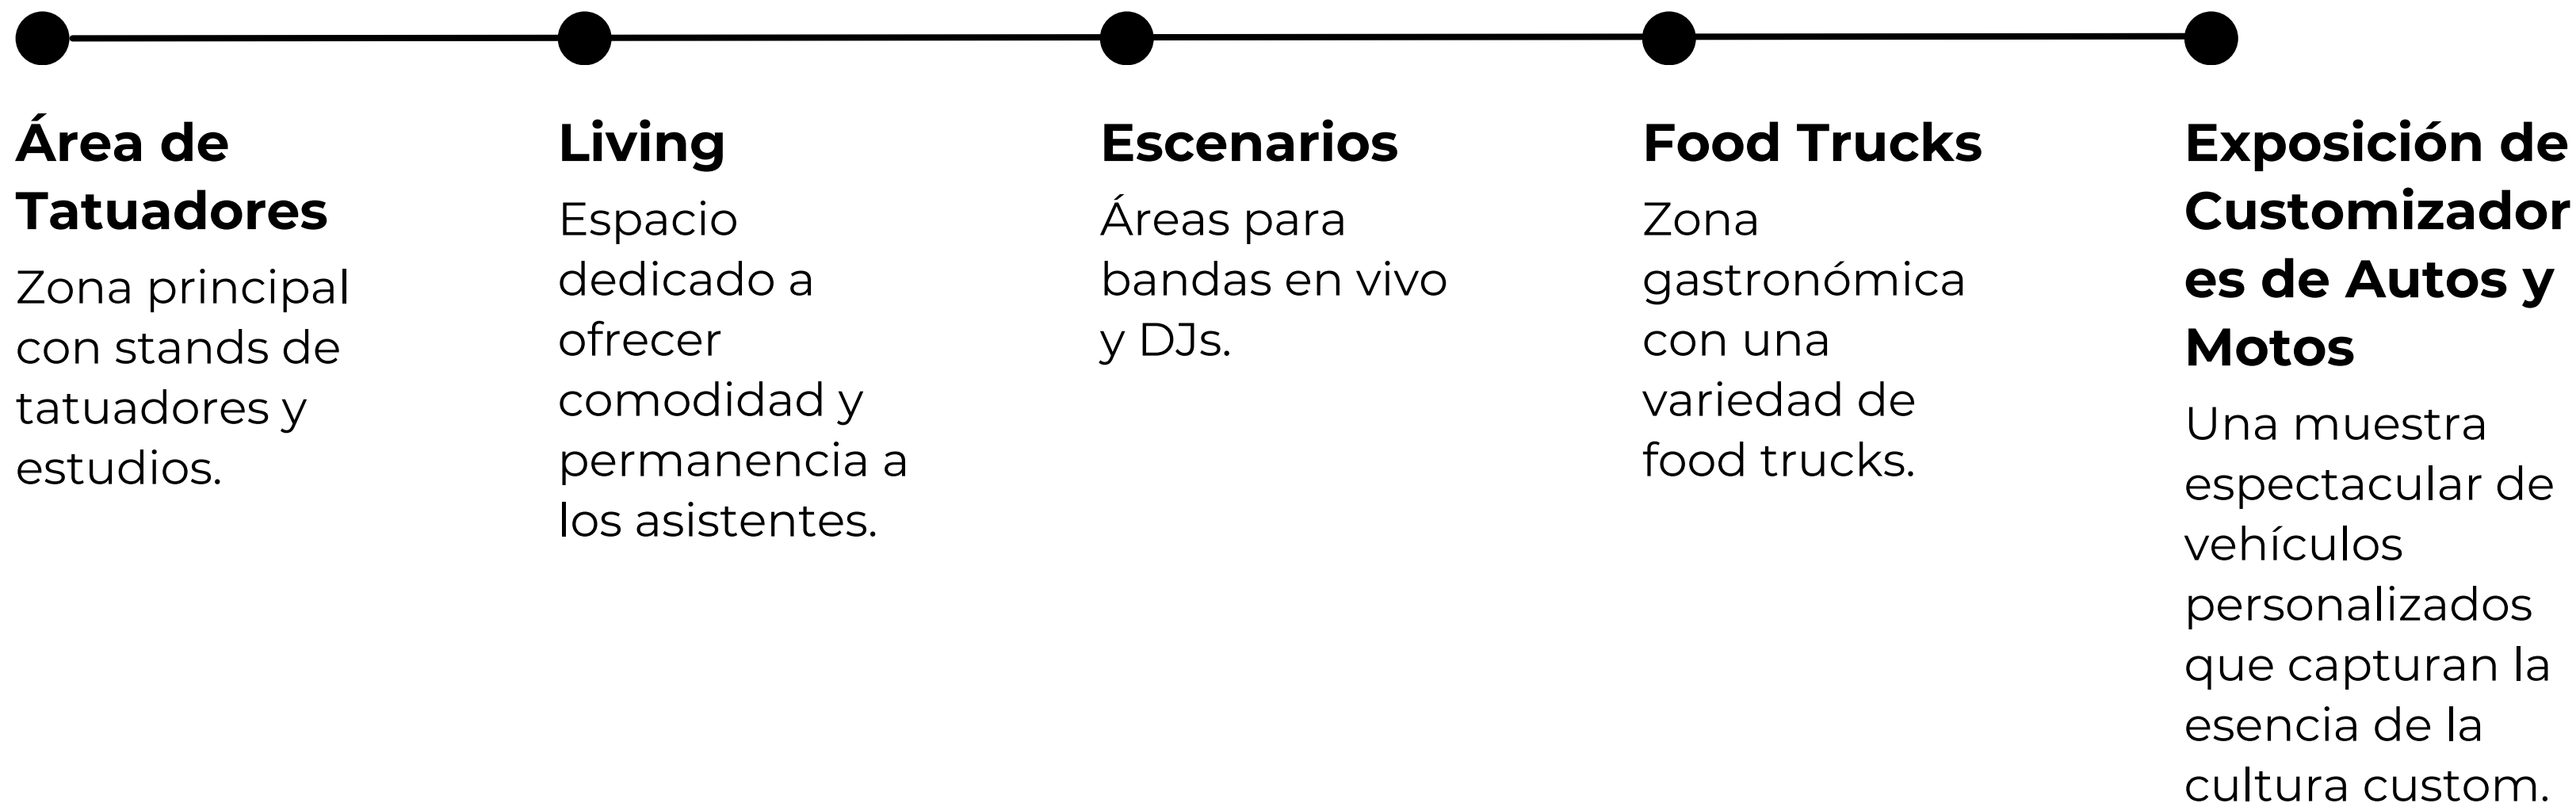 Área de
Tatuadores
Zona principal
con stands de
tatuadores y
estudios.
Living
Espacio
dedicado a
ofrecer
comodidad y
permanencia a
los asistentes.
Escenarios
Áreas para
bandas en vivo
y DJs.
Food Trucks
Zona
gastronómica
con una
variedad de
food trucks.
Exposición de
Customizador
es de Autos y
Motos
Una muestra
espectacular de
vehículos
personalizados
que capturan la
esencia de la
cultura custom.